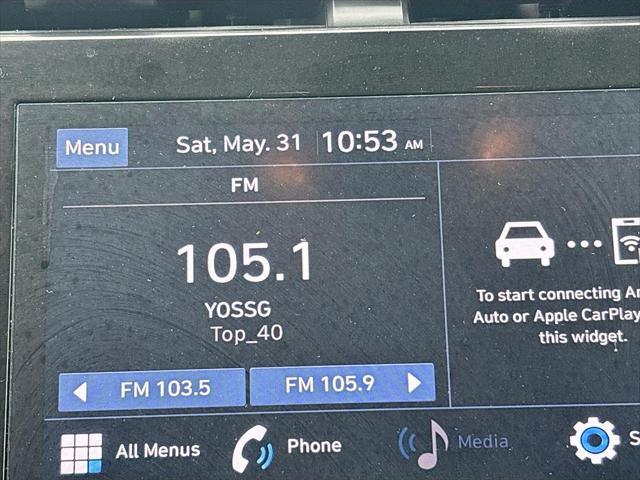 Menu
Sat, May. 31 10:53 AM
FM
105.1
YOSSG
Top_40
FM 103.5
FM 105.9
To start connecting
Auto or Apple CarPlay
this widget.
All Menus
Phone
Media